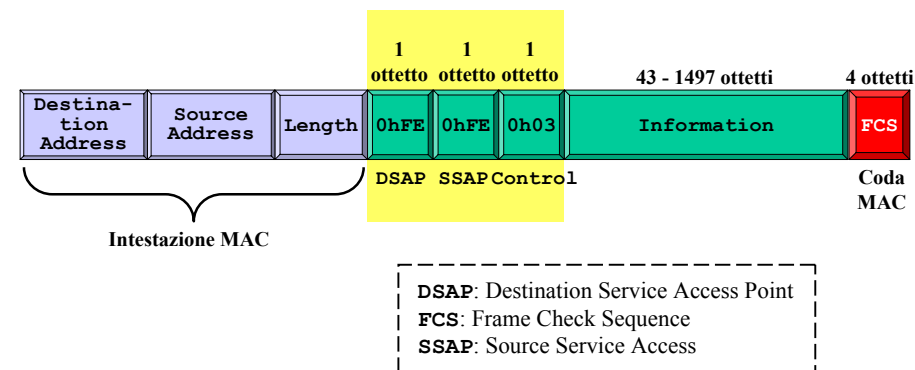 1 1 1
ottetto ottetto ottetto 43 - 1497 ottetti 4 ottetti
Destina-
tion
Address
Source
Address
Length 0hFE 0hFE 0h03 Information FCS
DSAP SSAP Control
Coda
MAC
Intestazione MAC
DSAP: Destination Service Access Point
FCS: Frame Check Sequence
SSAP: Source Service Access